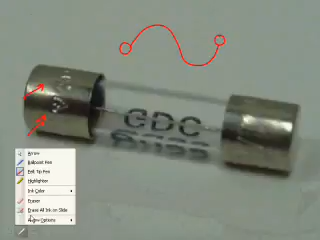 GDC
Arrow
Ballpoint Pen
Felt Tip Pen
Highlighter
Ink Color
Eraser
Erase All Ink on Slide
Arrow Options